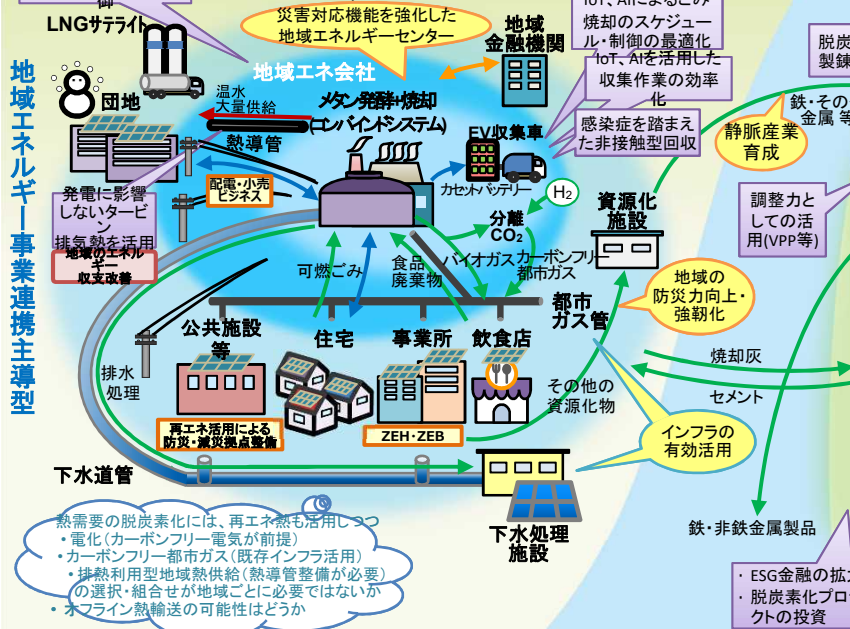 御
LNGサテライト
災害対応機能を強化した
地域エネルギーセンター
地域
金融機関
IoT、AIによるごみ
焼却のスケジュー
ル・制御の最適化
IoT、AIを活用した
収集作業の効率
化
感染症を踏まえ
た非接触型回収
脱炭
製錬
鉄・その
金属 等
静脈産業
育成
調整力と
しての活
用(VPP等)
地域エネルギー事業連携主導型
団地
温水
大量供給
熱導管
地域エネ会社
メタン発酵+焼却
(コンバインドシステム)
EV収集車
カセットバッテリー
H2
分離
CO2
資源化
施設
配電・小売
ビジネス
発電に影響
しないタービ
ン
排気熱を活用
地域のエネル
ギー
収支改善
可燃ごみ
食品
廃棄物
バイオガス
カーボンフリー
都市ガス
都市
ガス管
地域の
防災力向上・
強靭化
公共施設
等
住宅
事業所
飲食店
排水
処理
再エネ活用による
防災・減災拠点整備
ZEH・ZEB
その他の
資源化物
焼却灰
セメント
インフラの
有効活用
下水道管
下水処理
施設
鉄・非鉄金属製品
熱需要の脱炭素化には、再エネ熱も活用しつつ
・電化(カーボンフリー電気が前提)
・カーボンフリー都市ガス(既存インフラ活用)
・排熱利用型地域熱供給(熱導管整備が必要)
の選択・組合せが地域ごとに必要ではないか
・オフライン熱輸送の可能性はどうか
・ESG金融の拡大
・脱炭素化プロ
クトの投資